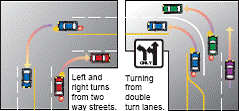 ONLY
Left and
right turns
from two
way streets.
Turning
from
double
turn lanes.